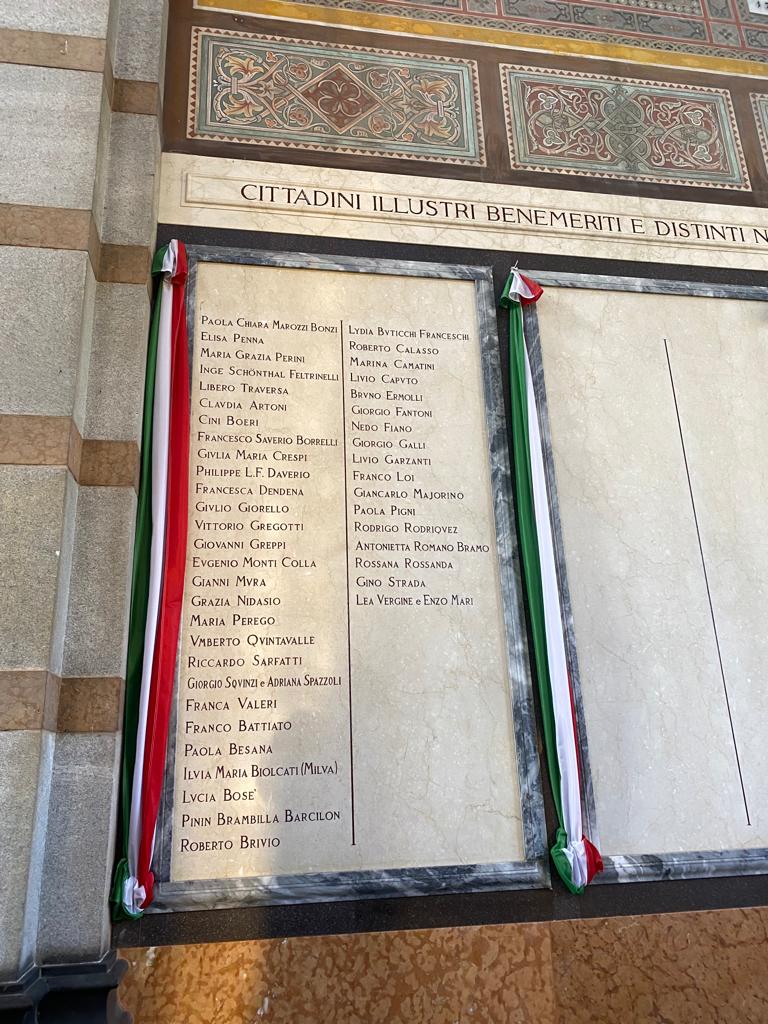 CITTADINI ILLUSTRI BENEMERITI E DISTINTI N
PAOLA CHIARA MAROZZI BONZI
ELISA PENNA
MARIA GRAZIA PERINI
INGE SCHÖNTHAL FELTRINELLI
LIBERO TRAVERSA
CLAVDIA ARTONI
CINI BOERI
FRANCESCO SAVERIO BORRELLI
GIVLIA MARIA CRESPI
PHILIPPE L.F. DAVERIO
FRANCESCA DENDENA
GIVLIO GIORELLO
VITTORIO GREGOTTI
GIOVANNI GREPPI
EVGENIO MONTI COLLA
GIANNI MVRA
GRAZIA NIDASIO
MARIA PEREGO
VMBERTO QVINTAVALLE
RICCARDO SARFATTI
GIORGIO SQVINZI e ADRIANA SPAZZOLI
FRANCA VALERI
FRANCO BATTIATO
PAOLA BESANA
ILVIA MARIA BIOLCATI (MILVA)
LVCIA BOSE'
PININ BRAMBILLA BARCILON
ROBERTO BRIVIO
LYDIA BVTICCHI FRANCESCHI
ROBERTO CALASSO
MARINA CAMATINI
LIVIO CAPVTO
BRVNO ERMOLLI
GIORGIO FANTONI
NEDO FIANO
GIORGIO GALLI
LIVIO GARZANTI
FRANCO LOI
GIANCARLO MAJORINO
PAOLA PIGNI
RODRIGO RODRIQVEZ
ANTONIETTA ROMANO BRAMO
ROSSANA ROSSANDA
GINO STRADA
LEA VERGINE e ENZO MARI